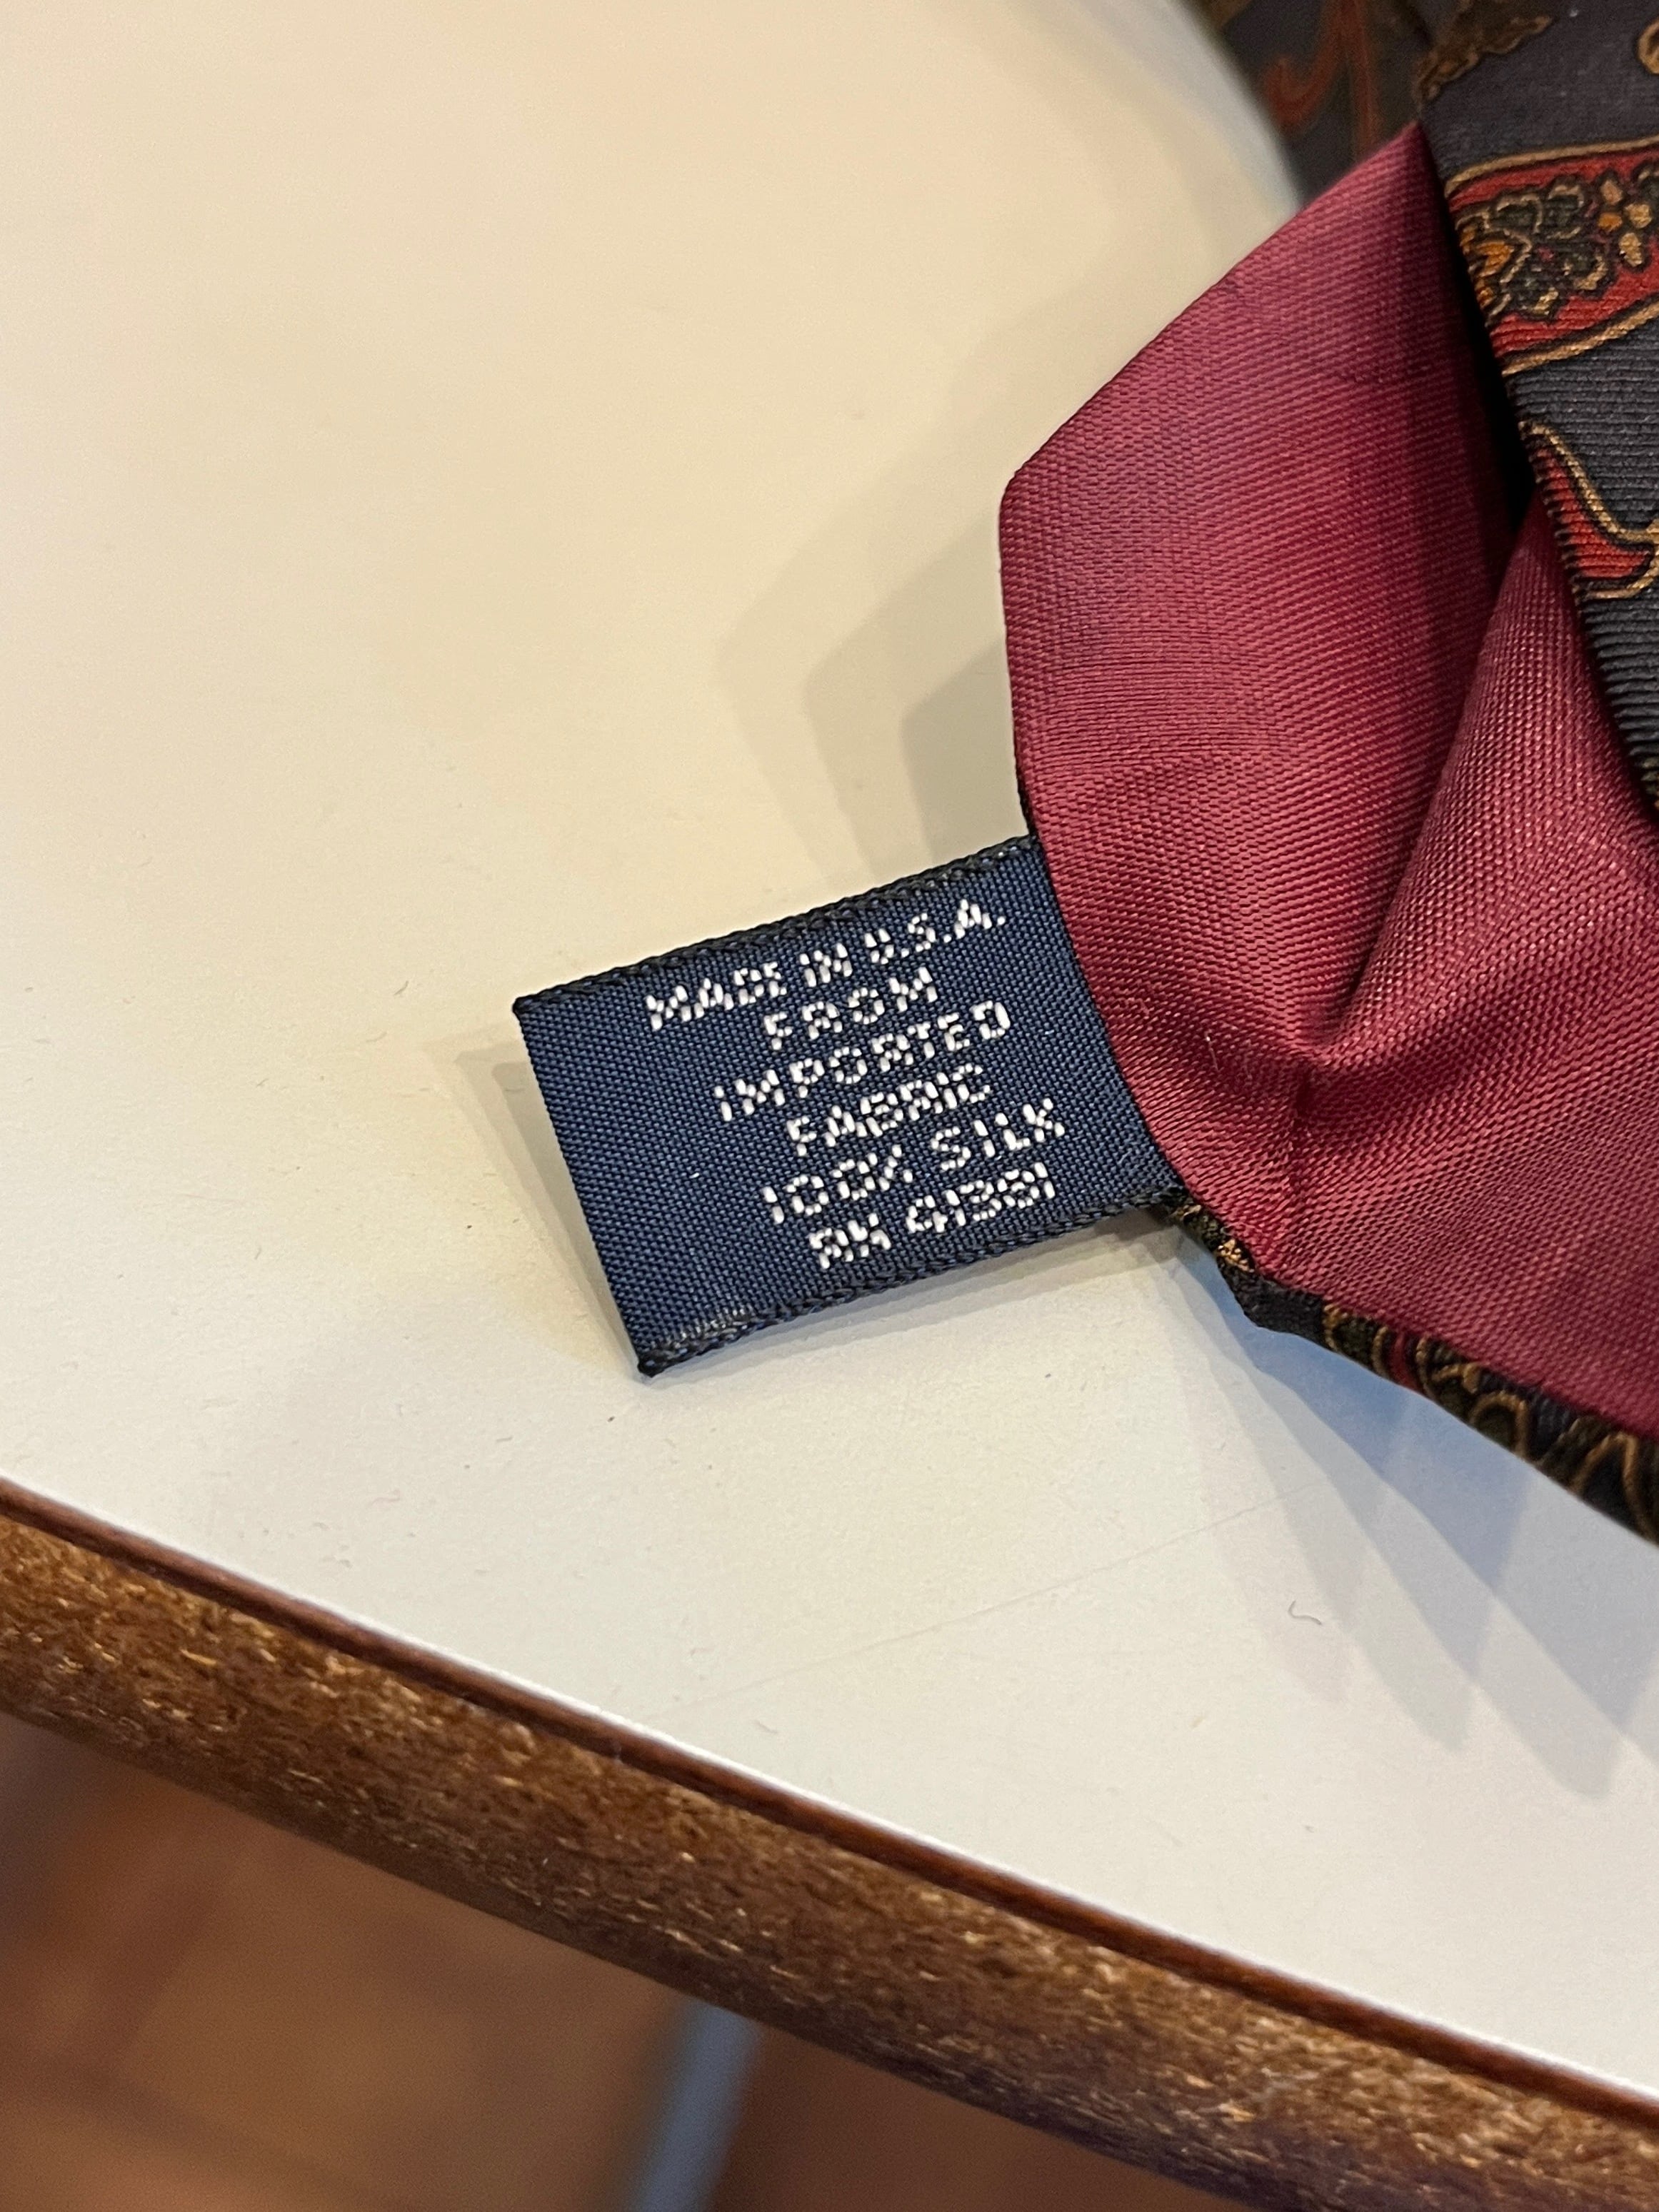 MADE IN U.S.A.
FROM
IMPORTED
FABRIC
100% SILK
RN 41381